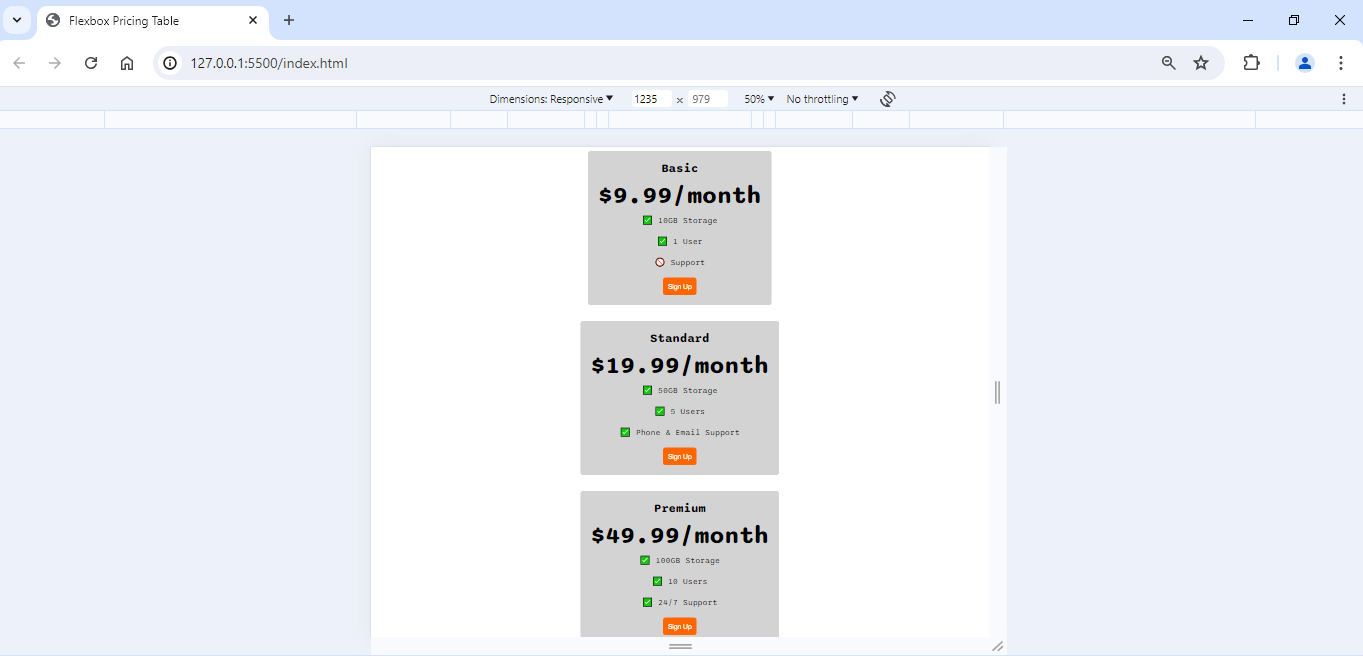 Flexbox Pricing Table
127.0.0.1:5500/index.html
Dimensions: Responsive 1235 x 979 50% No throttling
Basic
$9.99/month
✅ 10GB Storage
✅ 1 User
🚫 Support
Sign Up
Standard
$19.99/month
✅ 50GB Storage
✅ 5 Users
✅ Phone & Email Support
Sign Up
Premium
$49.99/month
✅ 100GB Storage
✅ 10 Users
✅ 24/7 Support
Sign Up